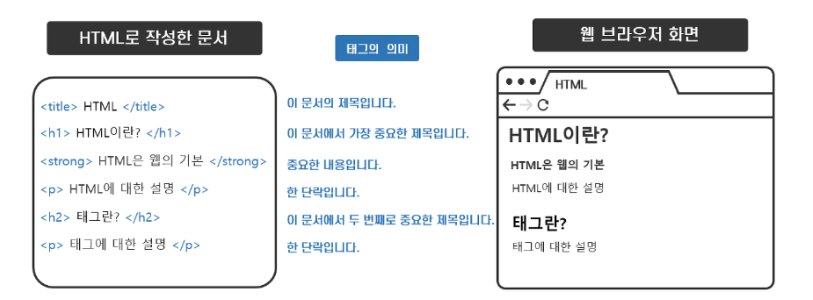 HTML로 작성한 문서
태그의 의미
웹 브라우저 화면
<title> HTML </title>
<h1> HTML이란? </h1>
<strong> HTML은 웹의 기본 </strong>
<p> HTML에 대한 설명 </p>
<h2> 태그란? </h2>
<p> 태그에 대한 설명 </p>
이 문서의 제목입니다.
이 문서에서 가장 중요한 제목입니다.
중요한 내용입니다.
한 단락입니다.
이 문서에서 두 번째로 중요한 제목입니다.
한 단락입니다.
HTML
HTML이란?
HTML은 웹의 기본
HTML에 대한 설명
태그란?
태그에 대한 설명